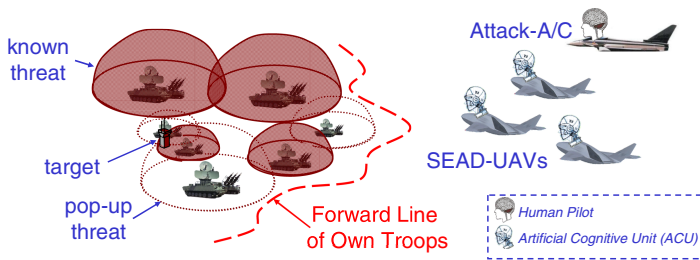 known
threat
target
pop-up
threat
Forward Line
of Own Troops
Attack-A/C
SEAD-UAVs
Human Pilot
Artificial Cognitive Unit (ACU)